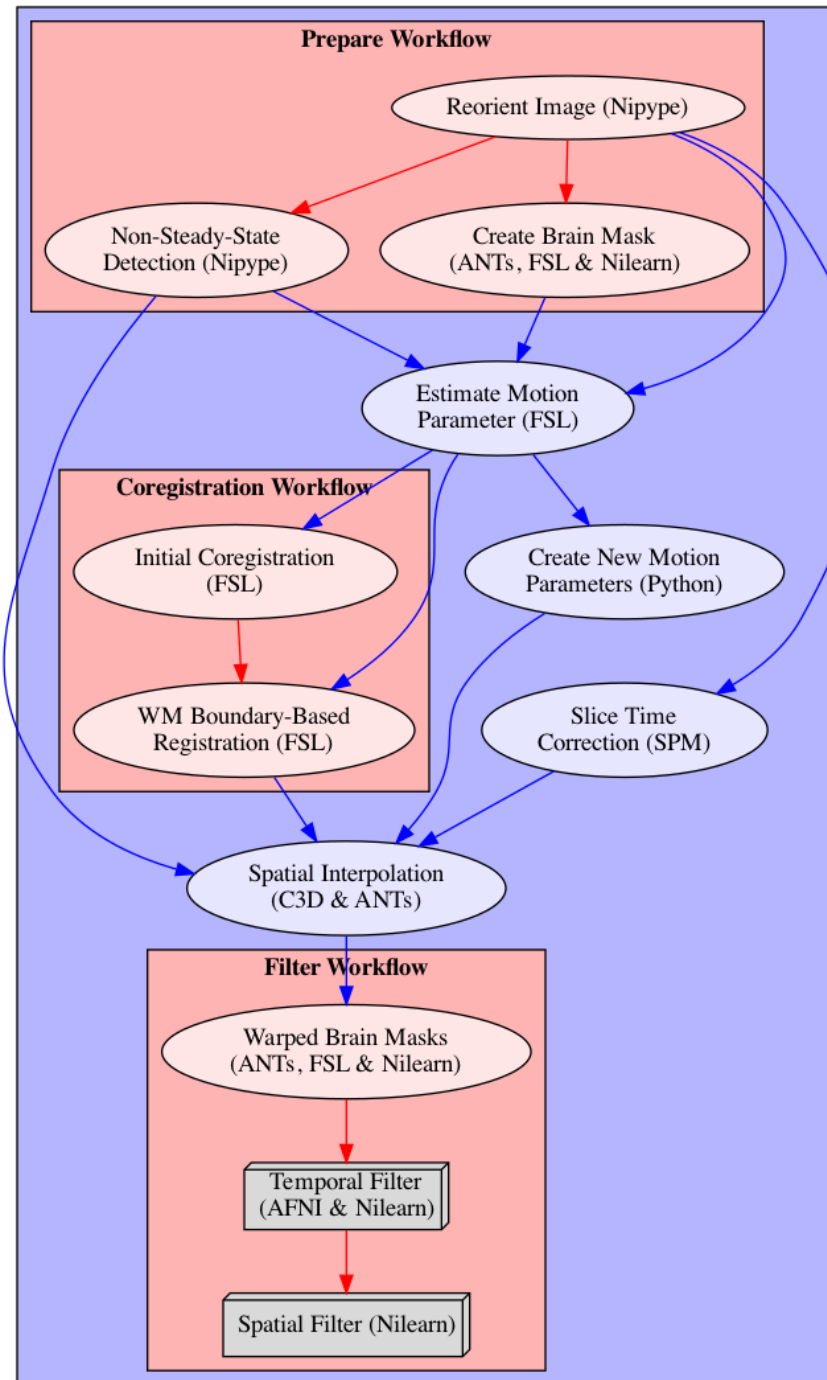 Prepare Workflow
Reorient Image (Nipype)
Non-Steady-State
Detection (Nipype)
Create Brain Mask
(ANTs, FSL & Nilearn)
Estimate Motion
Parameter (FSL)
Coregistration Workflow
Initial Coregistration
(FSL)
Create New Motion
Parameters (Python)
WM Boundary-Based
Registration (FSL)
Slice Time
Correction (SPM)
Spatial Interpolation
(C3D & ANTs)
Filter Workflow
Warped Brain Masks
(ANTs, FSL & Nilearn)
Temporal Filter
(AFNI & Nilearn)
Spatial Filter (Nilearn)